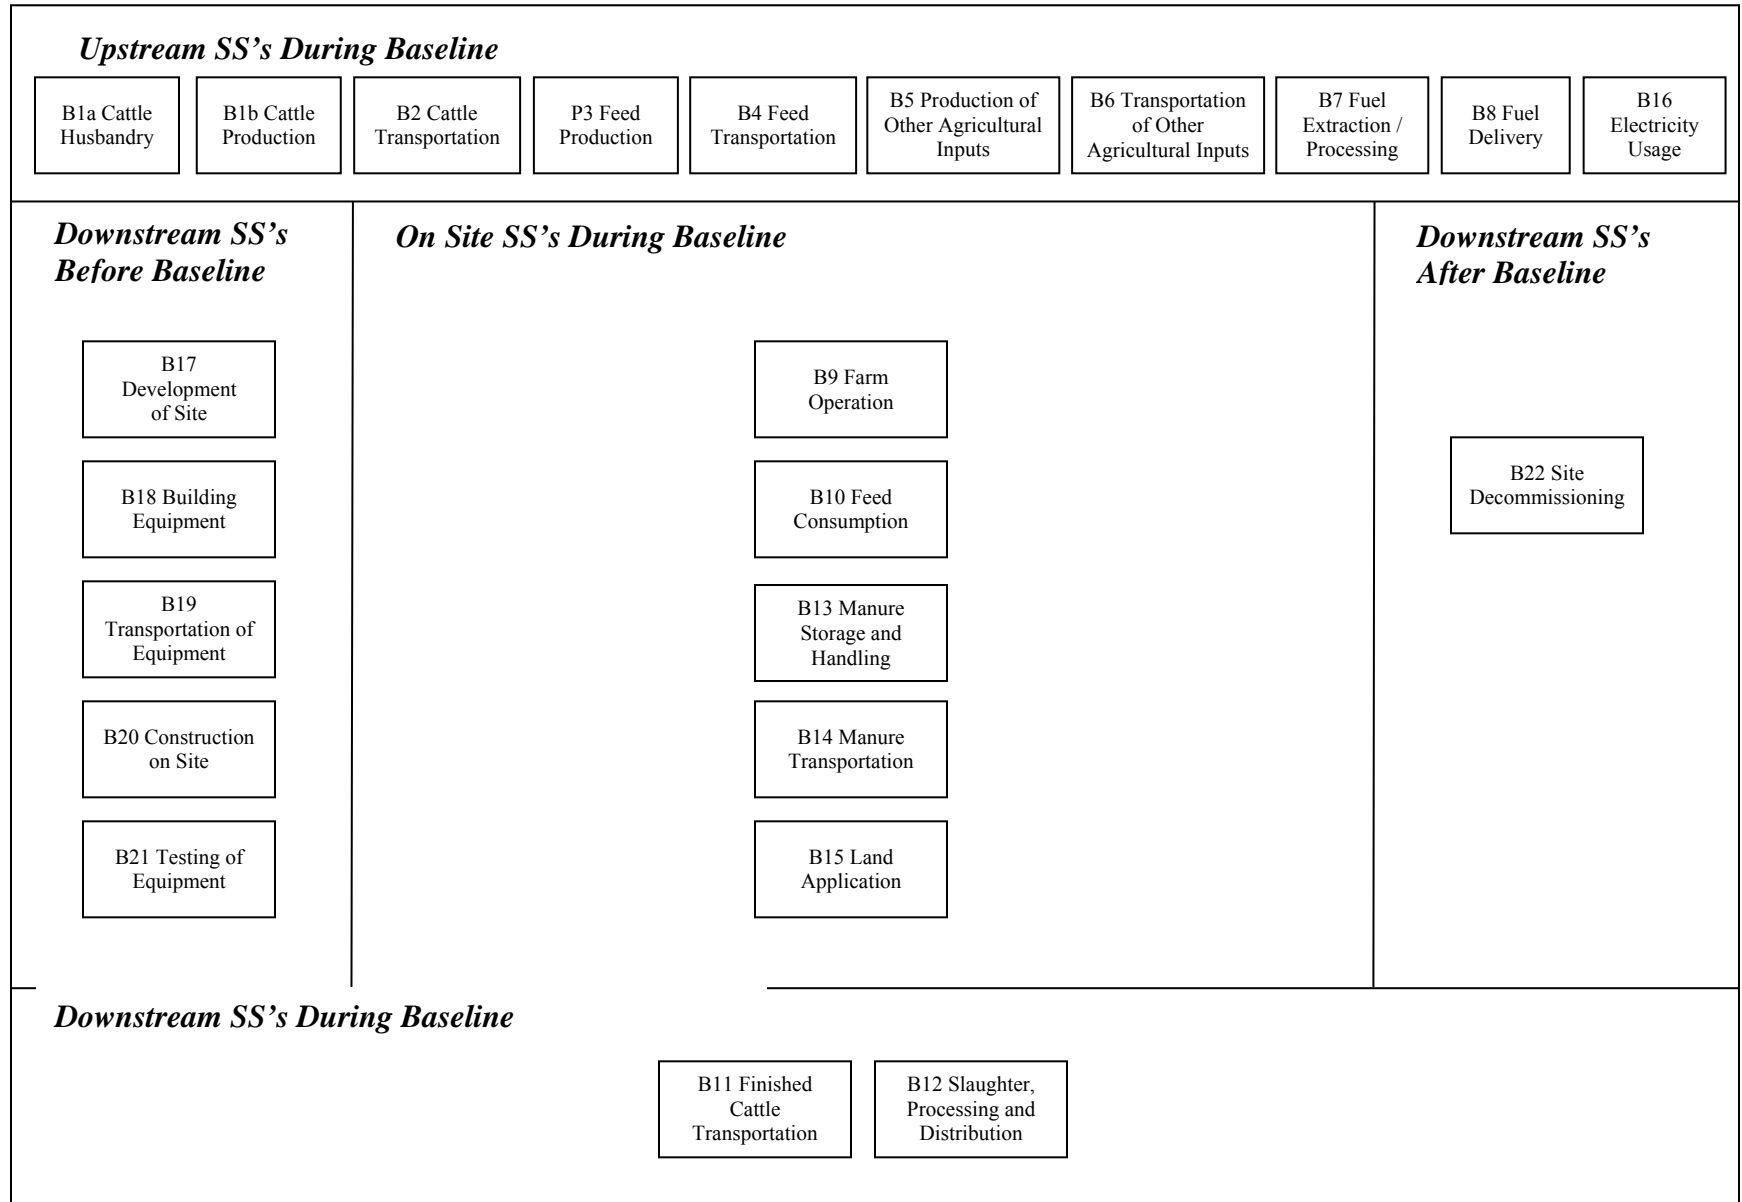 Upstream SS's During Baseline
B1a Cattle
Husbandry
B1b Cattle
Production
B2 Cattle
Transportation
P3 Feed
Production
B4 Feed
Transportation
B5 Production of
Other Agricultural
Inputs
B6 Transportation
of Other
Agricultural Inputs
B7 Fuel
Extraction /
Processing
B8 Fuel
Delivery
B16
Electricity
Usage
Downstream SS's
Before Baseline
B17
Development
of Site
B18 Building
Equipment
B19
Transportation of
Equipment
B20 Construction
on Site
B21 Testing of
Equipment
On Site SS's During Baseline
B9 Farm
Operation
B10 Feed
Consumption
B13 Manure
Storage and
Handling
B14 Manure
Transportation
B15 Land
Application
Downstream SS's
After Baseline
B22 Site
Decommissioning
Downstream SS's During Baseline
B11 Finished
Cattle
Transportation
B12 Slaughter,
Processing and
Distribution